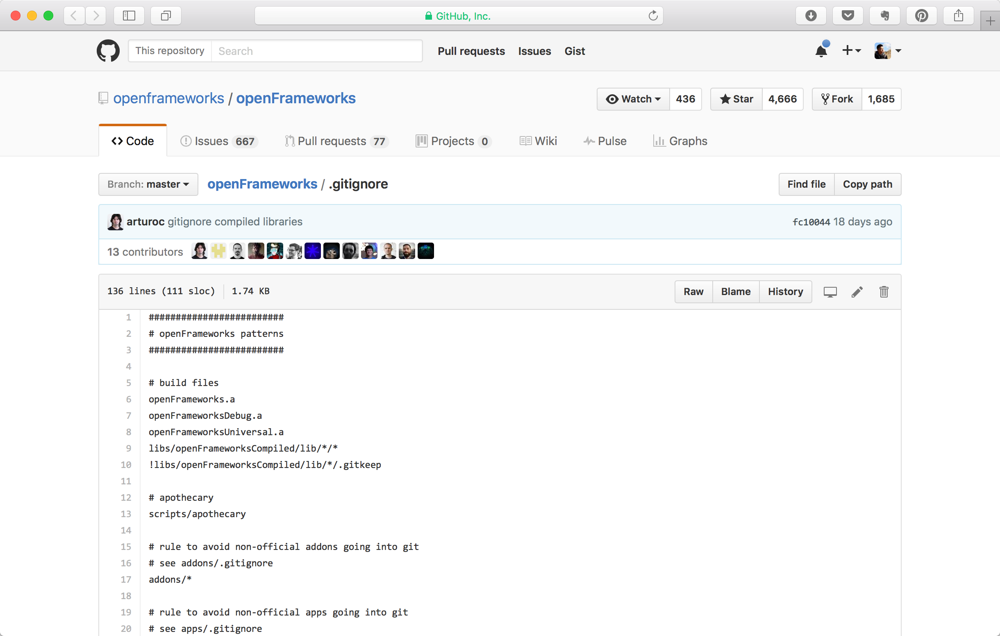 GitHub, Inc.
This repository Search Pull requests Issues Gist
openframeworks / openFrameworks Watch 436 Star 4,666 Fork 1,685
Code Issues 667 Pull requests 77 Projects 0 Wiki Pulse Graphs
Branch: master openFrameworks / .gitignore Find file Copy path
arturoc gitignore compiled libraries fc10044 18 days ago
13 contributors
136 lines (111 sloc) 1.74 KB Raw Blame History
1 #########################
2 # openFrameworks patterns
3 #########################
4
5 # build files
6 openFrameworks.a
7 openFrameworksDebug.a
8 openFrameworksUniversal.a
9 libs/openFrameworksCompiled/lib/*/*
10 !libs/openFrameworksCompiled/lib/*/.gitkeep
11
12 # apothecary
13 scripts/apothecary
14
15 # rule to avoid non-official addons going into git
16 # see addons/.gitignore
17 addons/*
18
19 # rule to avoid non-official apps going into git
20 # see apps/.gitignore